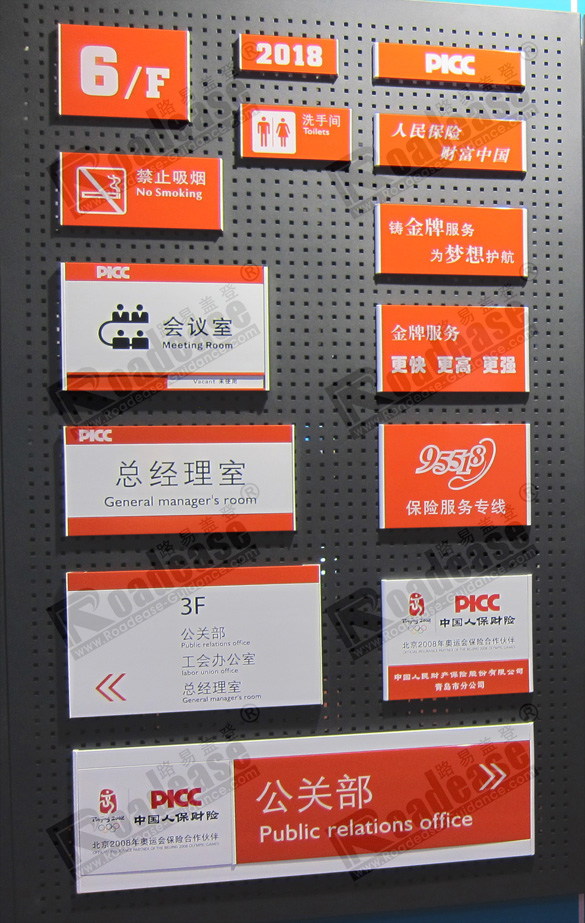 6/F
2018
PICC
洗手间
Toilets
人民保险
财富中国
禁止吸烟
No Smoking
铸金牌服务
为梦想护航
PICC
会议室
Meeting Room
Vacant 未使用
金牌服务
更快 更高 更强
PICC
总经理室
General manager's room
95518
保险服务专线
3F
公关部
Public relations office
工会办公室
labor union office
总经理室
General manager's room
Beijing 2008
PICC
中国人保财险
北京2008年奥运会保险合作伙伴
中国人民财产保险股份有限公司
青岛市分公司
Beijing 2008
PICC
中国人保财险
北京2008年奥运会保险合作伙伴
公关部
Public relations office
Roadease
路易盖登
www.Roadease-Guidance.com